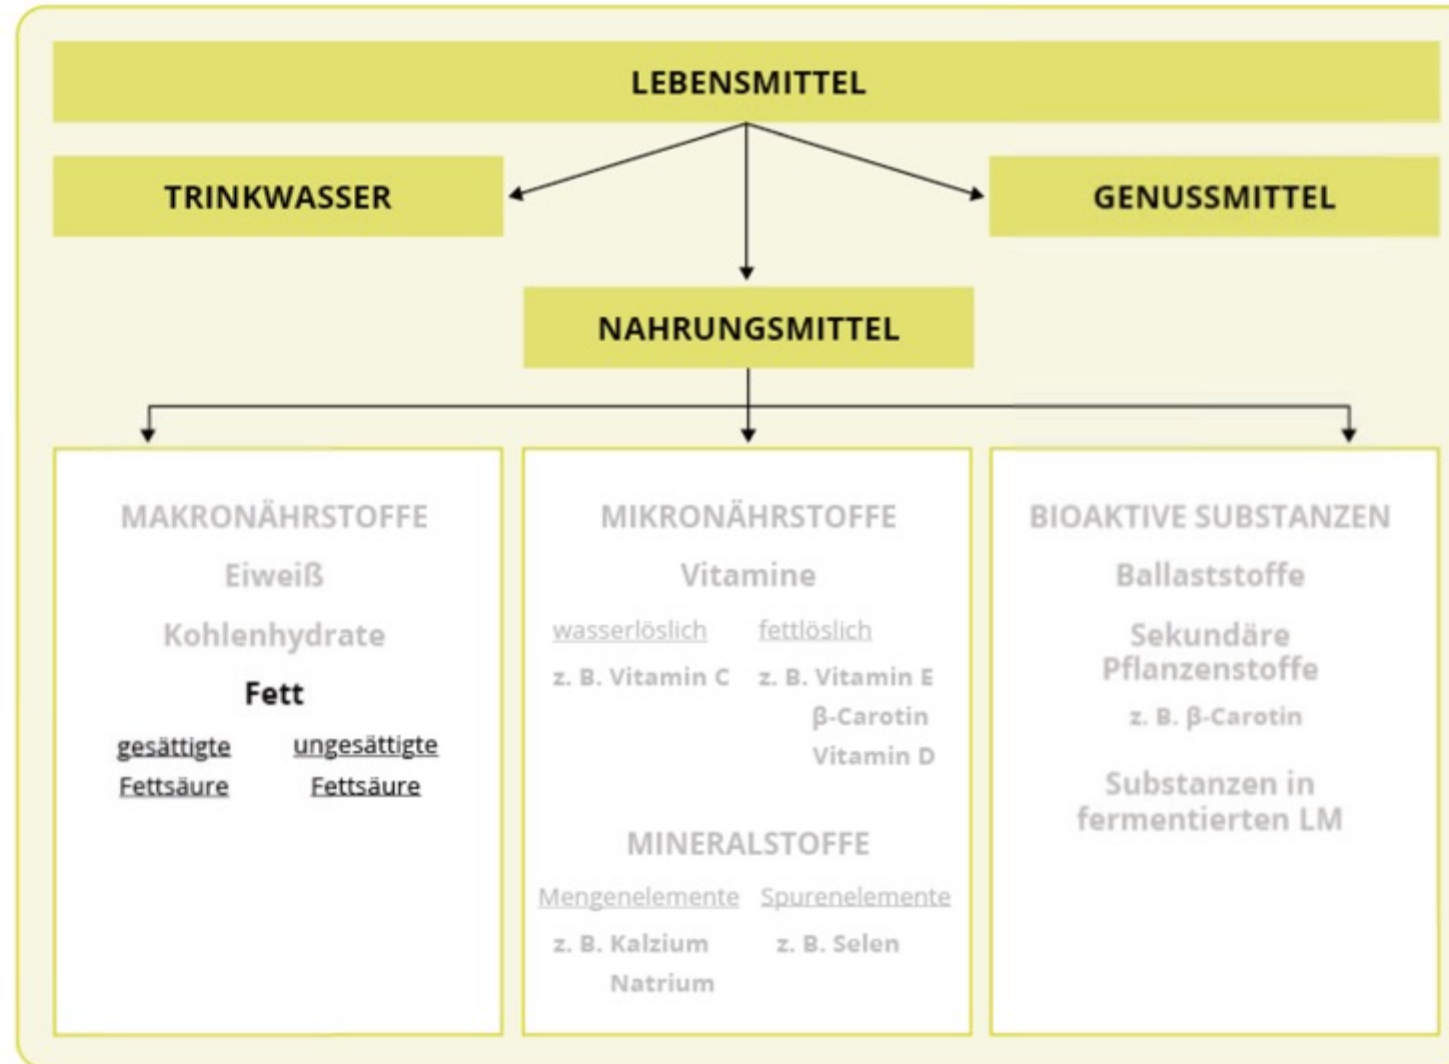 LEBENSMITTEL
TRINKWASSER
GENUSSMITTEL
NAHRUNGSMITTEL
MAKRONÄHRSTOFFE
Eiweiß
Kohlenhydrate
Fett
gesättigte ungesättigte
Fettsäure Fettsäure
MIKRONÄHRSTOFFE
Vitamine
wasserlöslich fettlöslich
z. B. Vitamin C z. B. Vitamin E
β-Carotin
Vitamin D
MINERALSTOFFE
Mengenelemente Spurenelemente
z. B. Kalzium z. B. Selen
Natrium
BIOAKTIVE SUBSTANZEN
Ballaststoffe
Sekundäre
Pflanzenstoffe
z. B. β-Carotin
Substanzen in
fermentierten LM